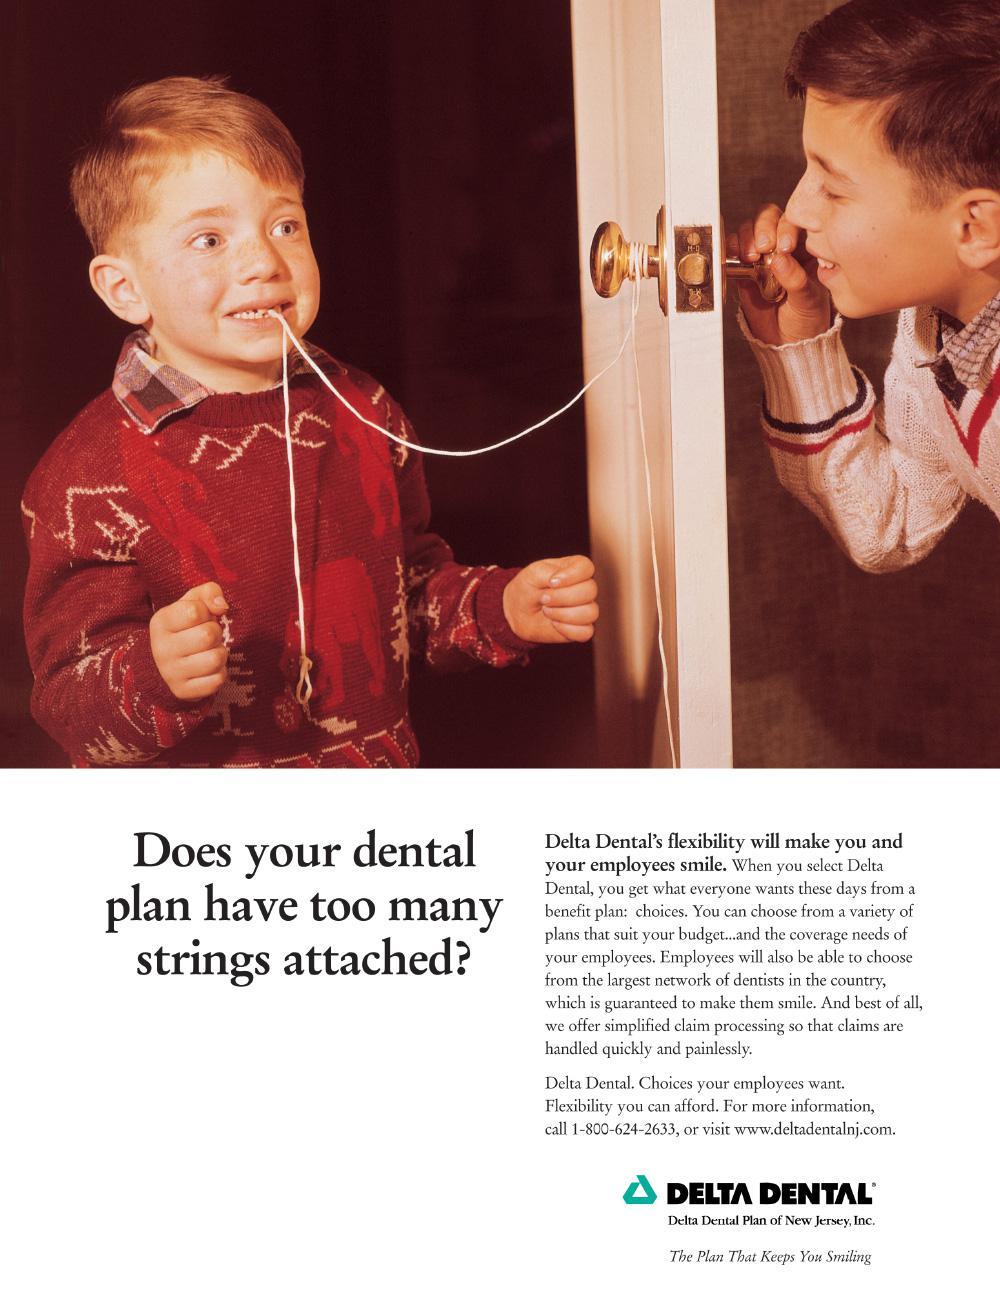 Does your dental
plan have too many
strings attached?
Delta Dental’s flexibility will make you and
your employees smile. When you select Delta
Dental, you get what everyone wants these days from a
benefit plan:  choices. You can choose from a variety of
plans that suit your budget...and the coverage needs of
your employees. Employees will also be able to choose
from the largest network of dentists in the country,
which is guaranteed to make them smile. And best of all,
we offer simplified claim processing so that claims are
handled quickly and painlessly.
Delta Dental. Choices your employees want.
Flexibility you can afford. For more information,
call 1-800-624-2633, or visit www.deltadentalnj.com.
DELTA DENTAL®
Delta Dental Plan of New Jersey, Inc.
The Plan That Keeps You Smiling